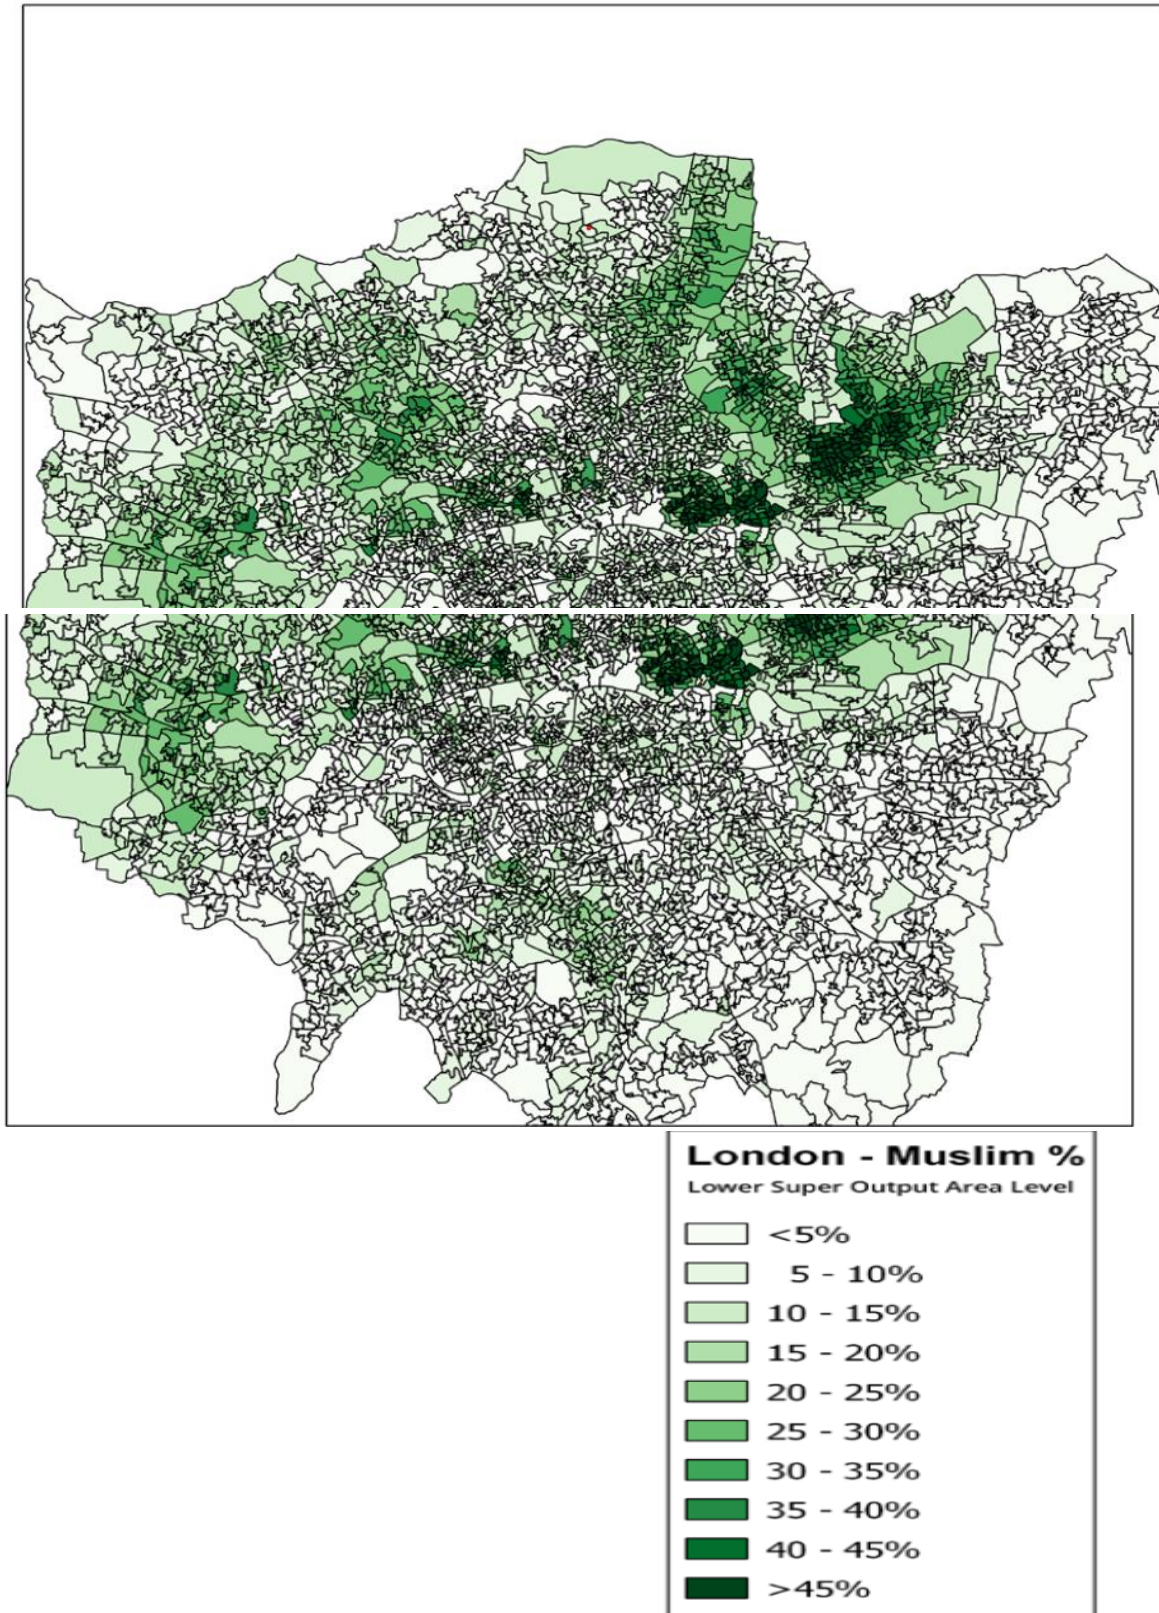 London - Muslim %
Lower Super Output Area Level
<5%
5 - 10%
10 - 15%
15 - 20%
20 - 25%
25 - 30%
30 - 35%
35 - 40%
40 - 45%
>45%